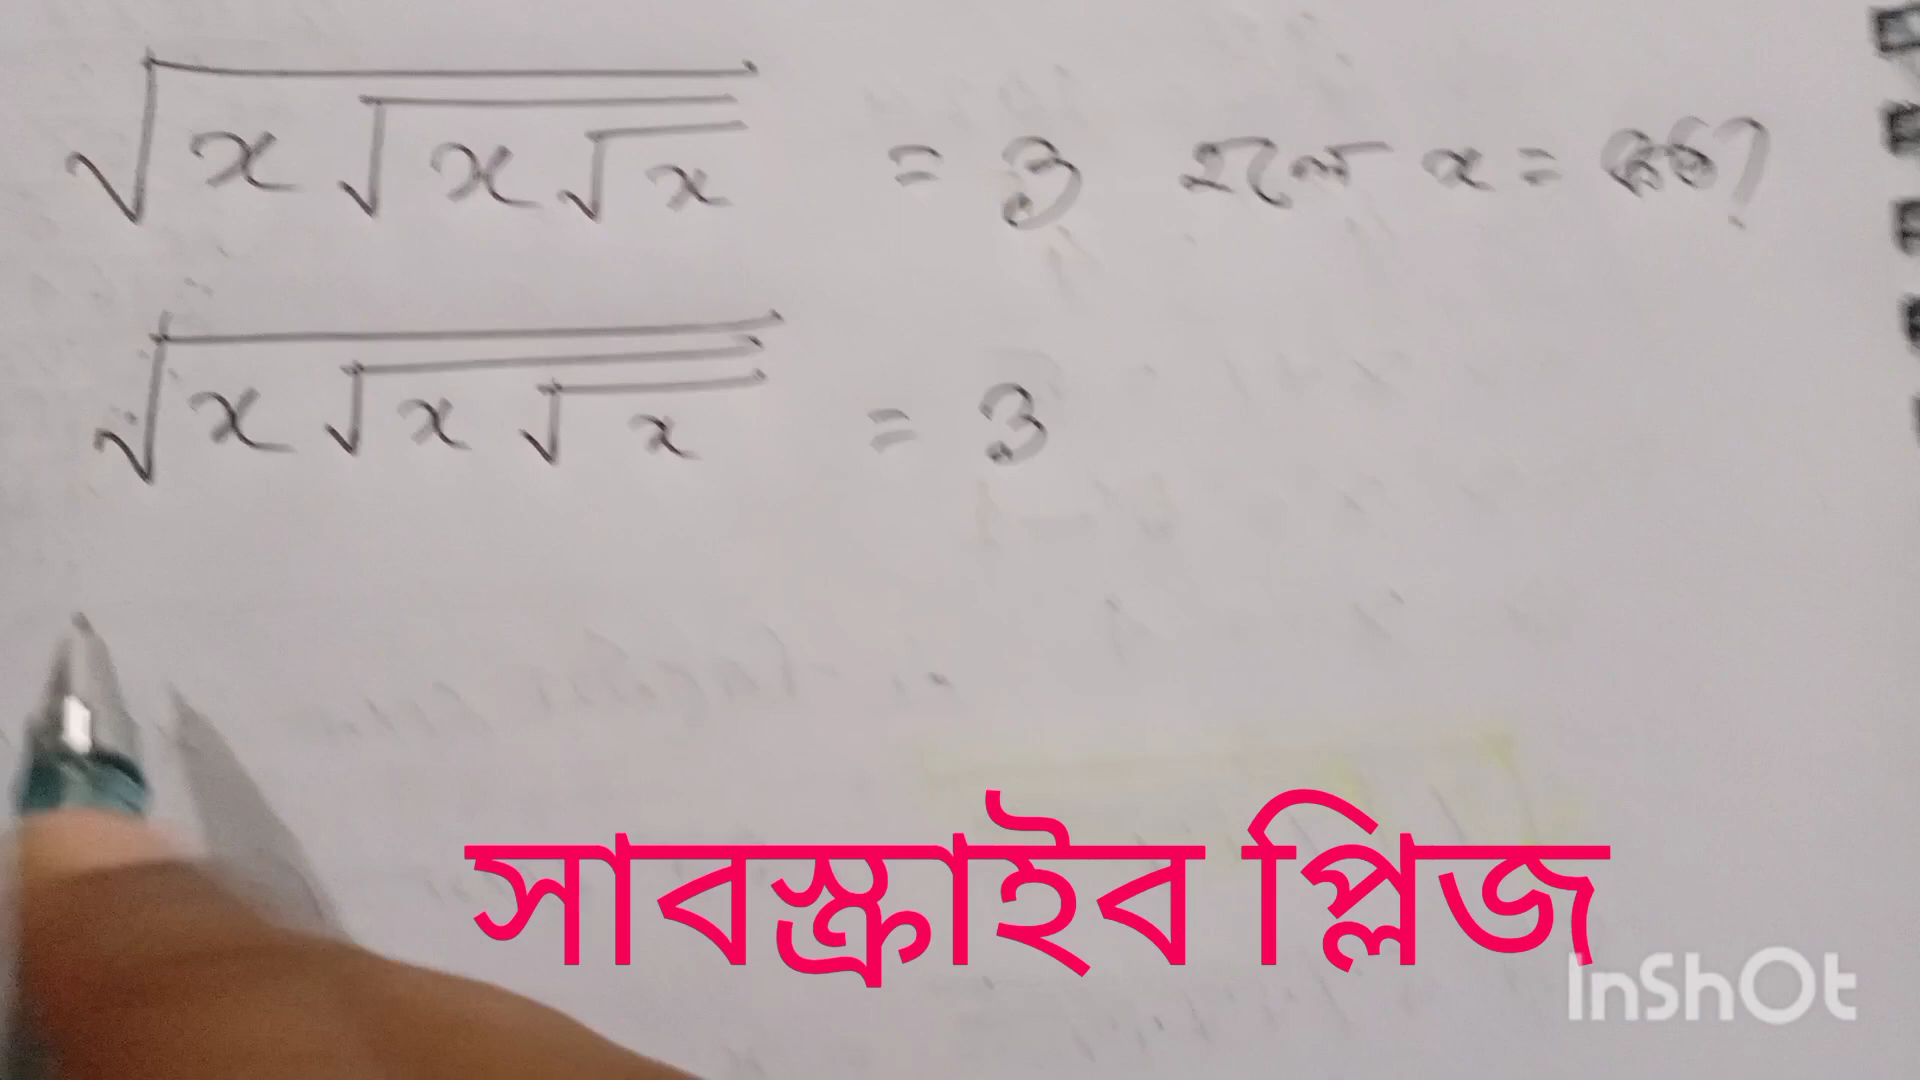 √x√x√x = 3 হলে x = কত?
√x√x√x = 3
সাবস্ক্রাইব প্লিজ
InShOt